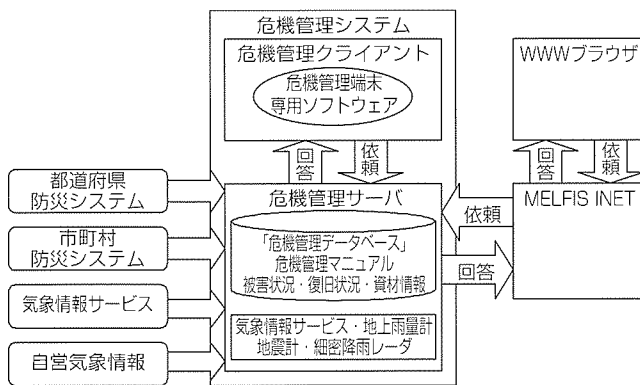 危機管理システム
危機管理クライアント
危機管理端末
専用ソフトウェア
WWWブラウザ
回答
依頼
回答
依頼
都道府県
防災システム
市町村
防災システム
気象情報サービス
自営気象情報
危機管理サーバ
「危機管理データベース」
危機管理マニュアル
被害状況・復旧状況・資材情報
気象情報サービス・地上雨量計
地震計・細密降雨レーダ
依頼
回答
MELFIS INET